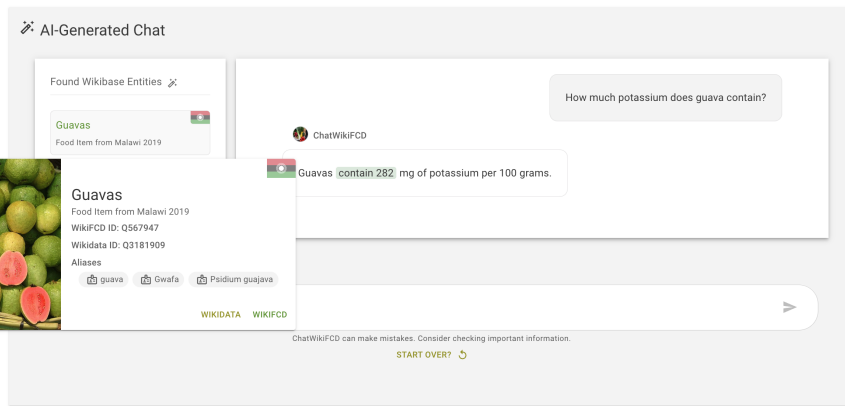 AI-Generated Chat
Found Wikibase Entities
Guavas
Food Item from Malawi 2019
How much potassium does guava contain?
ChatWikiFCD
Guavas contain 282 mg of potassium per 100 grams.
Guavas
Food Item from Malawi 2019
WikiFCD ID: Q567947
Wikidata ID: Q3181909
Aliases
guava Gwafa Psidium guajava
WIKIDATA WIKIFCD
ChatWikiFCD can make mistakes. Consider checking important information.
START OVER?